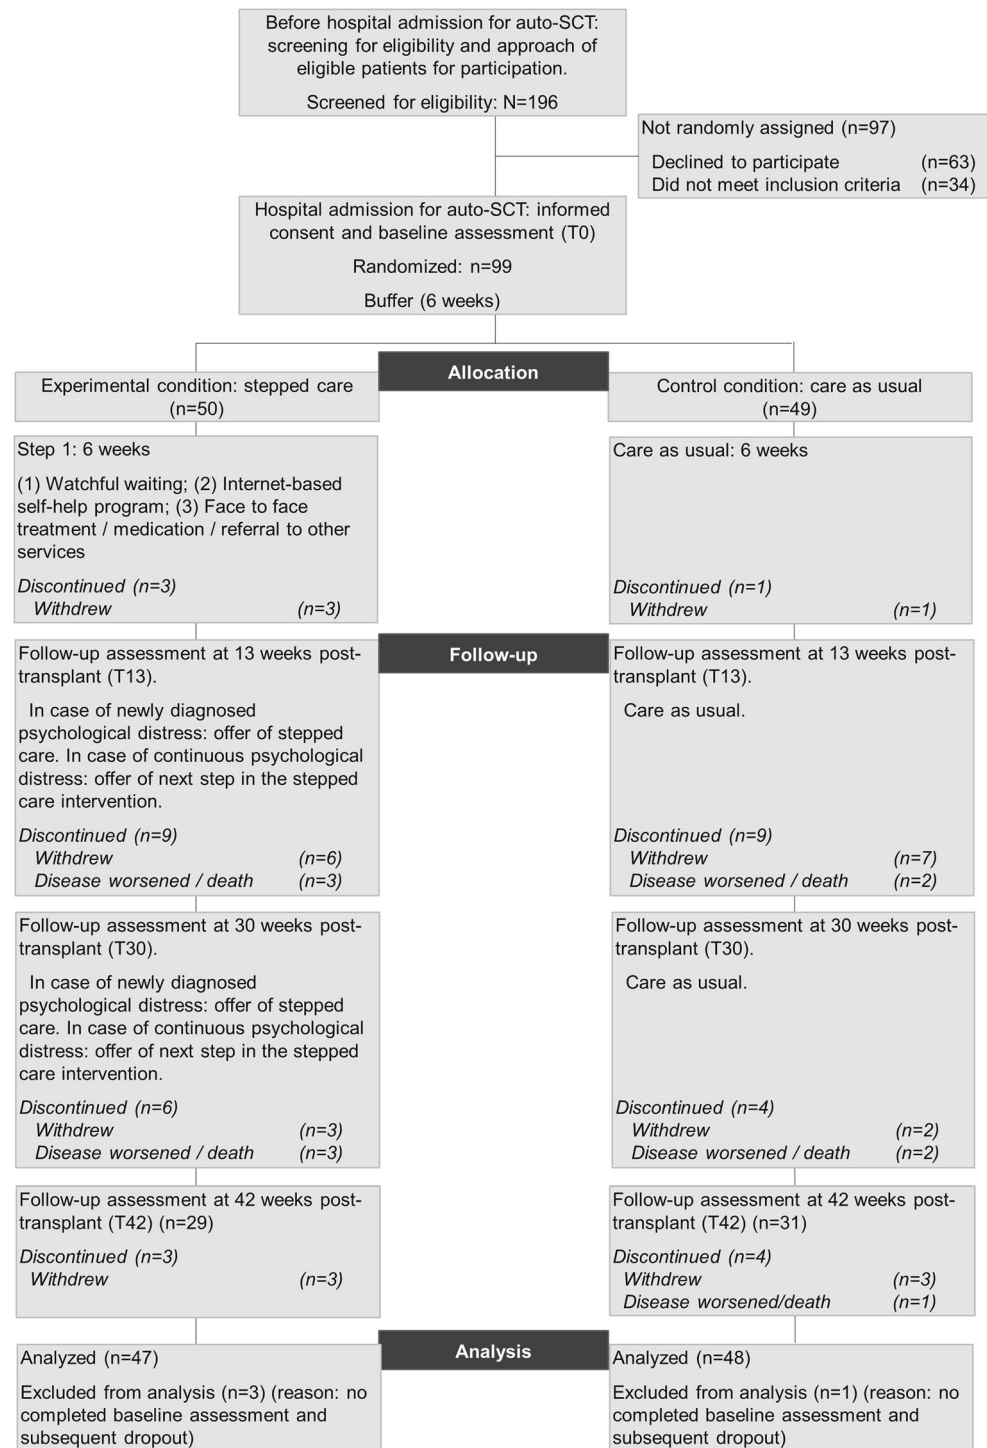 Before hospital admission for auto-SCT:
screening for eligibility and approach of
eligible patients for participation.
Screened for eligibility: N=196
Not randomly assigned (n=97)
Declined to participate (n=63)
Did not meet inclusion criteria (n=34)
Hospital admission for auto-SCT: informed
consent and baseline assessment (T0)
Randomized: n=99
Buffer (6 weeks)
Allocation
Experimental condition: stepped care
(n=50)
Control condition: care as usual
(n=49)
Step 1: 6 weeks
(1) Watchful waiting; (2) Internet-based
self-help program; (3) Face to face
treatment / medication / referral to other
services
Discontinued (n=3)
Withdrew (n=3)
Care as usual: 6 weeks
Discontinued (n=1)
Withdrew (n=1)
Follow-up
Follow-up assessment at 13 weeks post-
transplant (T13).
In case of newly diagnosed
psychological distress: offer of stepped
care. In case of continuous psychological
distress: offer of next step in the stepped
care intervention.
Discontinued (n=9)
Withdrew (n=6)
Disease worsened / death (n=3)
Follow-up assessment at 13 weeks post-
transplant (T13).
Care as usual.
Discontinued (n=9)
Withdrew (n=7)
Disease worsened / death (n=2)
Follow-up assessment at 30 weeks post-
transplant (T30).
In case of newly diagnosed
psychological distress: offer of stepped
care. In case of continuous psychological
distress: offer of next step in the stepped
care intervention.
Discontinued (n=6)
Withdrew (n=3)
Disease worsened / death (n=3)
Follow-up assessment at 30 weeks post-
transplant (T30).
Care as usual.
Discontinued (n=4)
Withdrew (n=2)
Disease worsened / death (n=2)
Follow-up assessment at 42 weeks post-
transplant (T42) (n=29)
Discontinued (n=3)
Withdrew (n=3)
Follow-up assessment at 42 weeks post-
transplant (T42) (n=31)
Discontinued (n=4)
Withdrew (n=3)
Disease worsened/death (n=1)
Analysis
Analyzed (n=47)
Excluded from analysis (n=3) (reason: no
completed baseline assessment and
subsequent dropout)
Analyzed (n=48)
Excluded from analysis (n=1) (reason: no
completed baseline assessment and
subsequent dropout)